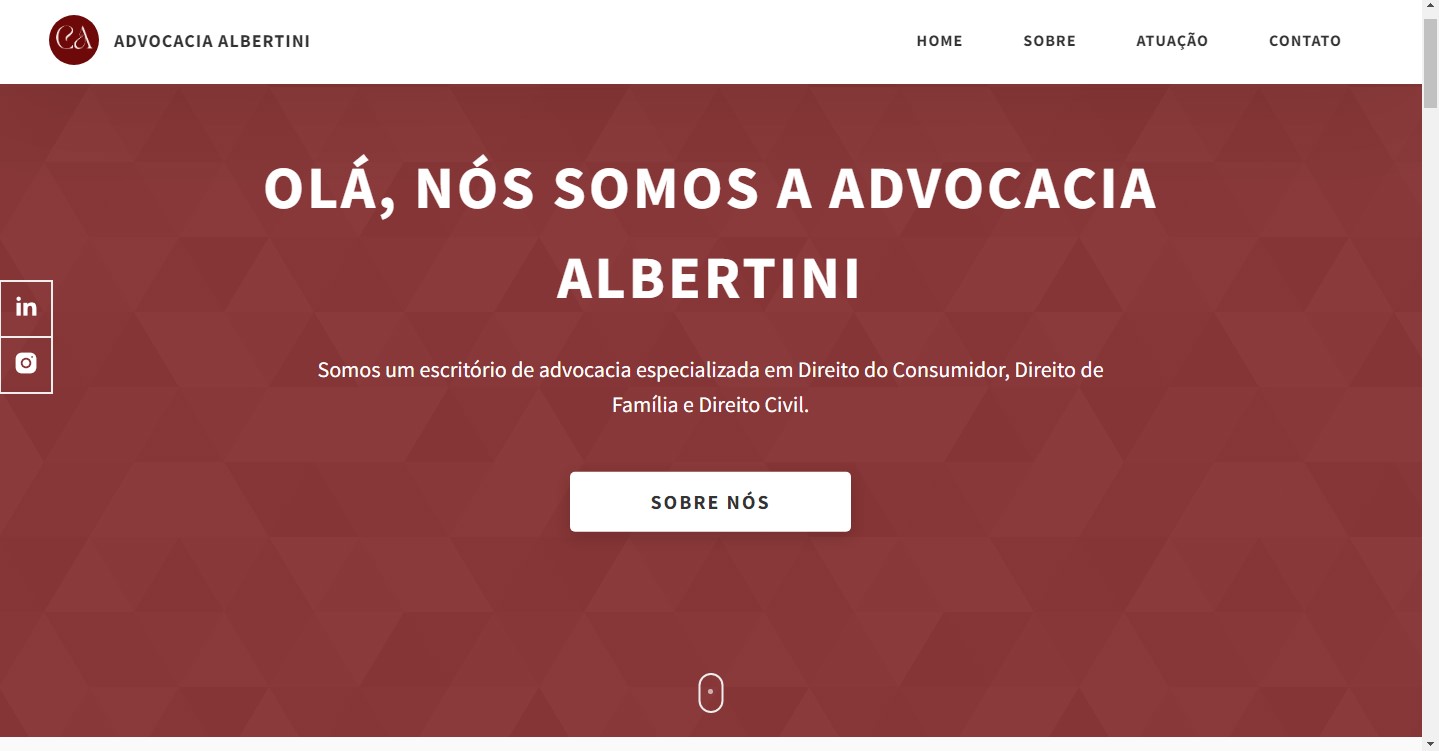 CA
ADVOCACIA ALBERTINI
HOME
SOBRE
ATUAÇÃO
CONTATO
OLÁ, NÓS SOMOS A ADVOCACIA
ALBERTINI
in
Somos um escritório de advocacia especializada em Direito do Consumidor, Direito de
Família e Direito Civil.
SOBRE NÓS